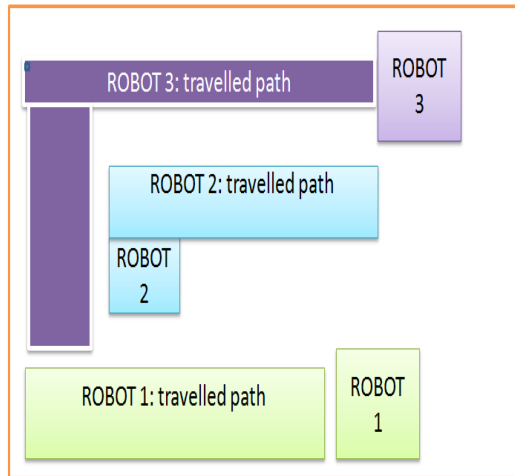 ROBOT 3: travelled path
ROBOT
3
ROBOT 2: travelled path
ROBOT
2
ROBOT 1: travelled path
ROBOT
1